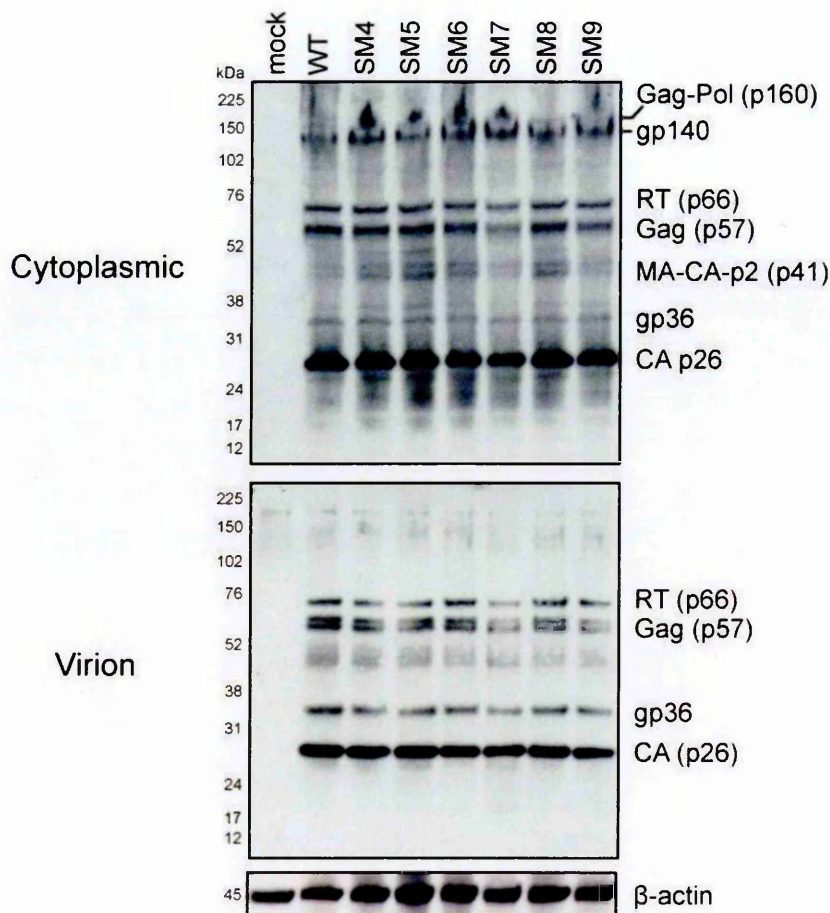 mock WT SM4 SM5 SM6 SM7 SM8 SM9
kDa
225
150
102
76
52
38
31
24
17
12
Gag-Pol (p160)
gp140
RT (p66)
Gag (p57)
MA-CA-p2 (p41)
gp36
CA p26
Cytoplasmic
225
150
102
76
52
38
31
24
17
12
RT (p66)
Gag (p57)
gp36
CA (p26)
Virion
45
β-actin